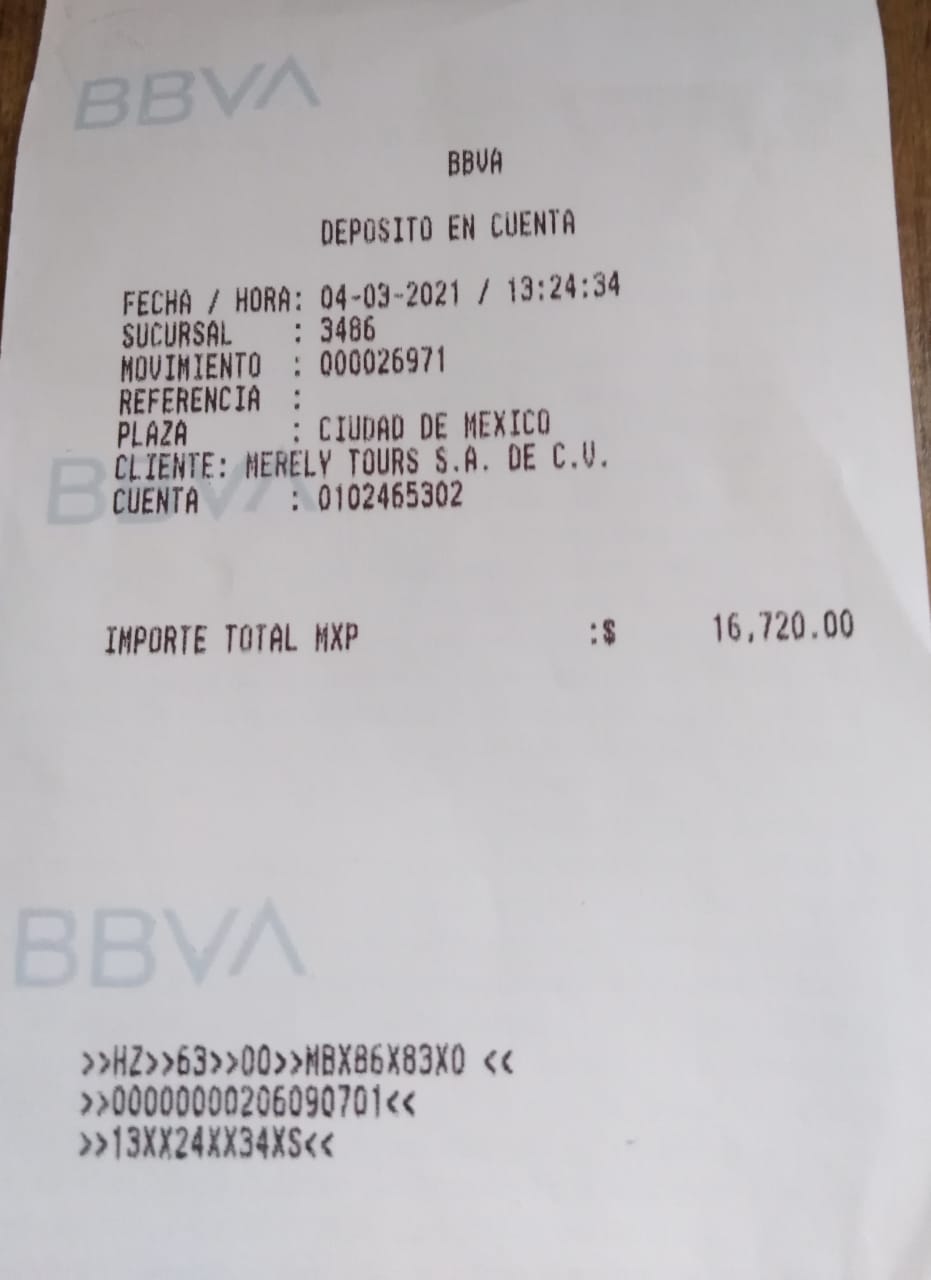 BBVA
BBVA
DEPOSITO EN CUENTA
FECHA / HORA: 04-03-2021 / 13:24:34
SUCURSAL : 3486
MOVIMIENTO : 000026971
REFERENCIA :
PLAZA : CIUDAD DE MEXICO
CLIENTE: MERELY TOURS S.A. DE C.V.
BBVA
CUENTA : 0102465302
IMPORTE TOTAL MXP :$ 16,720.00
BBVA
>>HZ>>63>>00>>MBX86X83X0 <<
>>00000000206090701<<
>>13XX24XX34XS<<